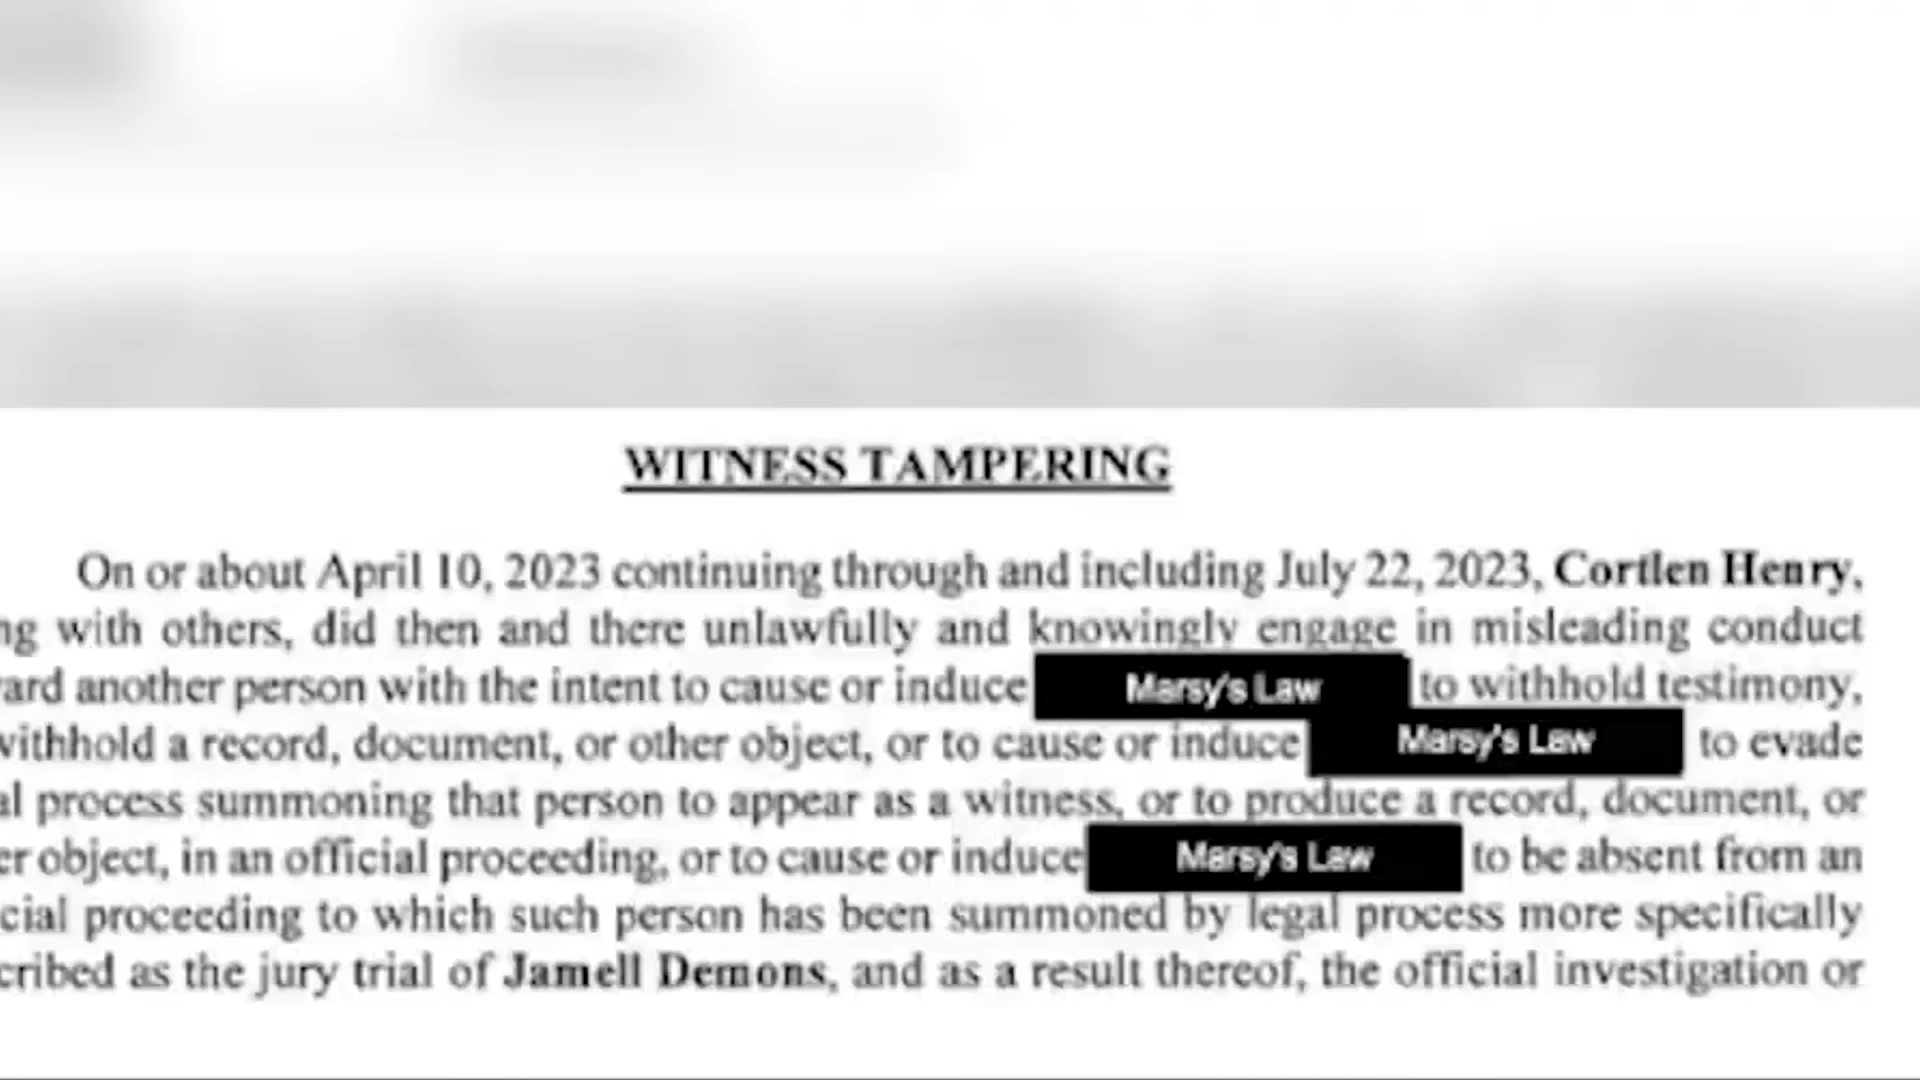 WITNESS TAMPERING
On or about April 10, 2023 continuing through and including July 22, 2023, Cortlen Henry,
ng with others, did then and there unlawfully and knowingly engage in misleading conduct
ard another person with the intent to cause or induce Marsy's Law to withhold testimony,
withhold a record, document, or other object, or to cause or induce Marsy's Law to evade
al process summoning that person to appear as a witness, or to produce a record, document, or
er object, in an official proceeding, or to cause or induce Marsy's Law to be absent from an
cial proceeding to which such person has been summoned by legal process more specifically
cribed as the jury trial of Jamell Demons, and as a result thereof, the official investigation or